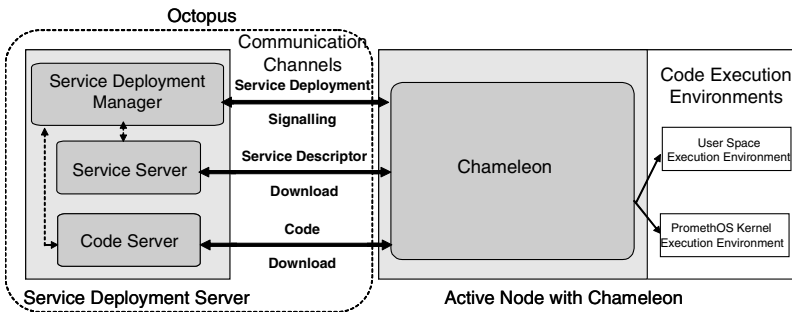 Octopus
Communication
Channels
Service Deployment
Manager
Service Server
Code Server
Service Deployment
Signalling
Service Descriptor
Download
Code
Download
Chameleon
Code Execution
Environments
User Space
Execution Environment
PromethOS Kernel
Execution Environment
Service Deployment Server
Active Node with Chameleon